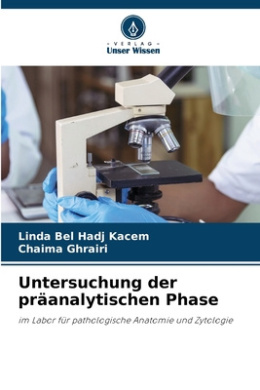 VERLAG
Unser Wissen
Linda Bel Hadj Kacem
Chaima Ghrairi
Untersuchung der
präanalytischen Phase
im Labor für pathologische Anatomie und Zytologie